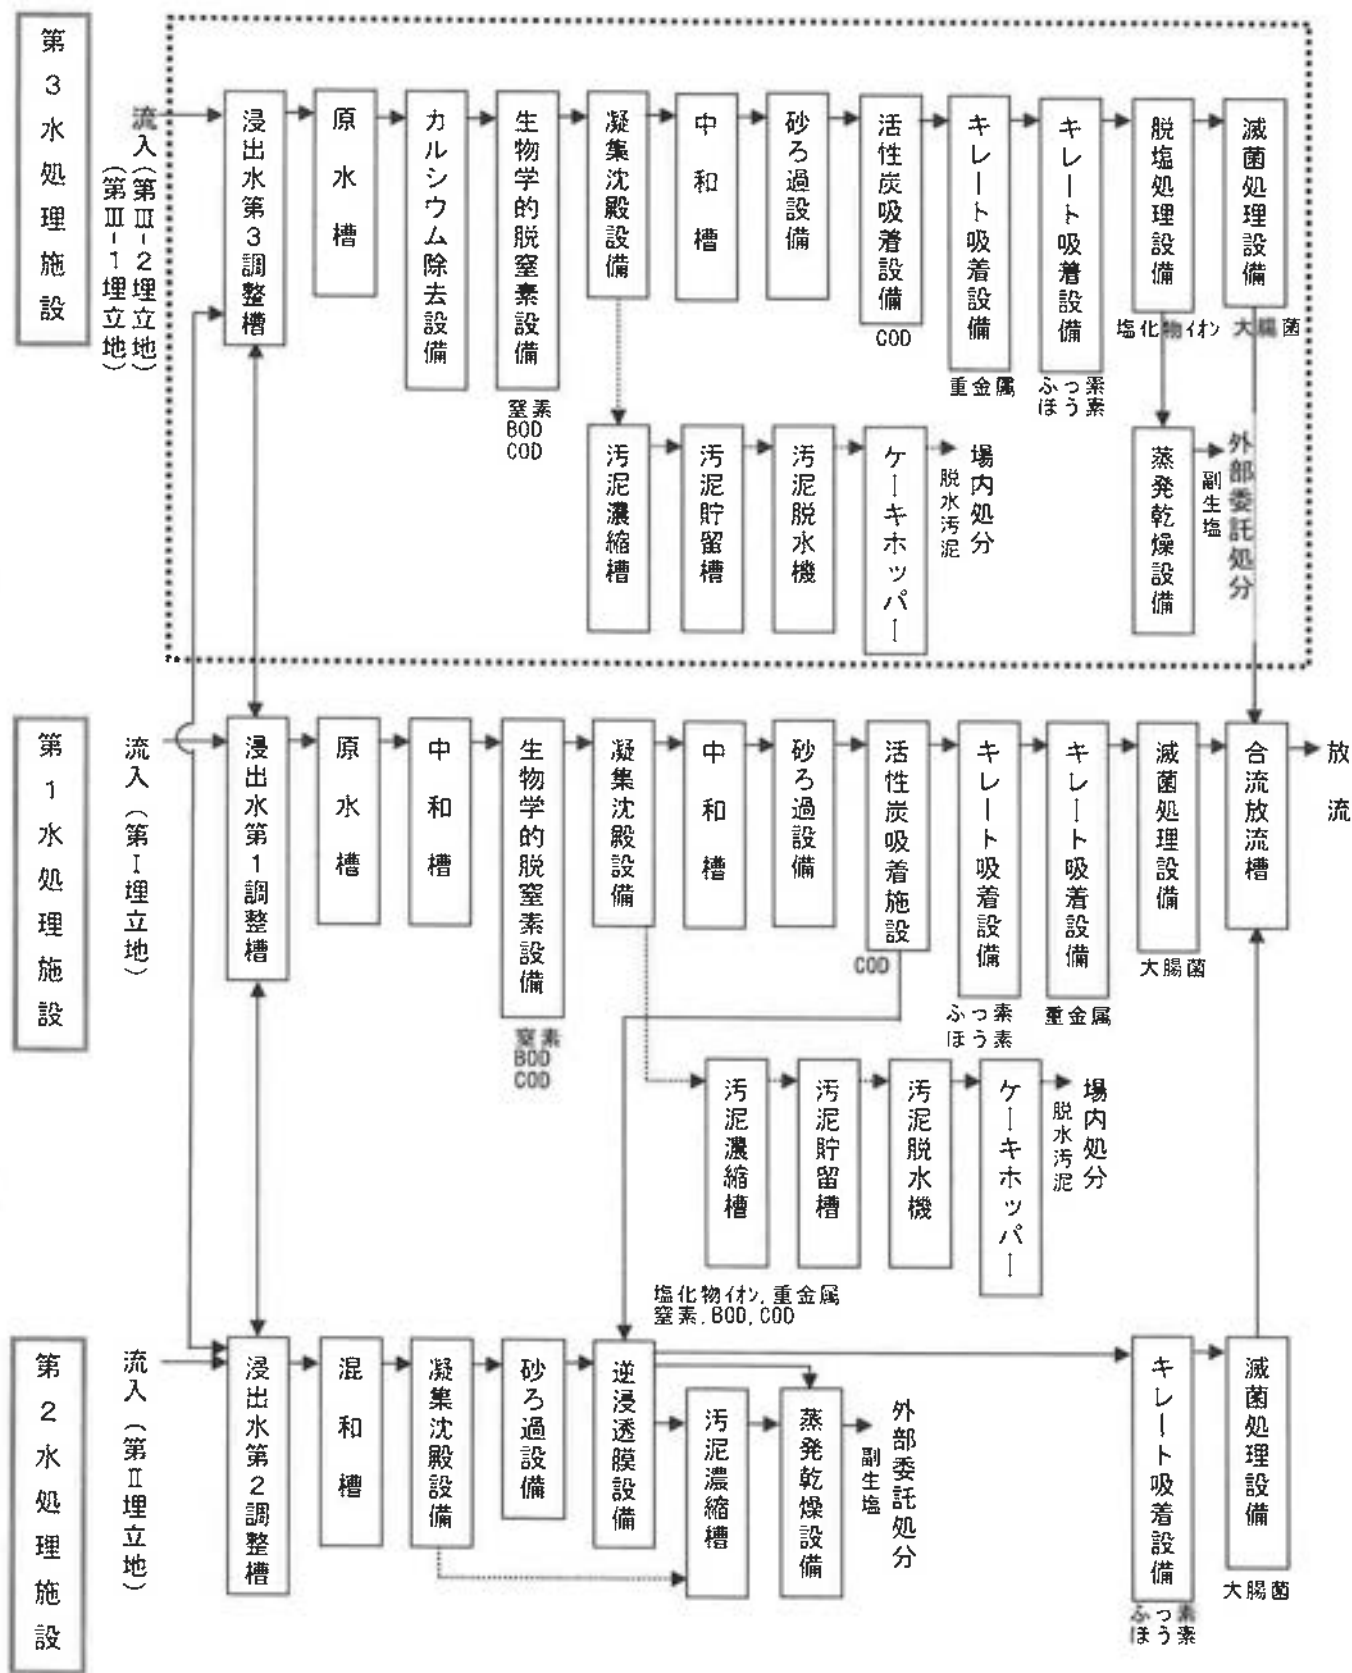 第3水処理施設
流入(第Ⅲ-2埋立地)
(第Ⅲ-1埋立地)
浸出水第3調整槽
原水槽
カルシウム除去設備
生物学的脱窒素設備
窒素
BOD
COD
凝集沈殿設備
中和槽
砂ろ過設備
活性炭吸着設備
COD
キレート吸着設備
重金属
キレート吸着設備
ふっ素
ほう素
脱塩処理設備
塩化物イオン
滅菌処理設備
大腸菌
汚泥濃縮槽
汚泥貯留槽
汚泥脱水機
ケーキホッパー
場内処分
脱水汚泥
蒸発乾燥設備
外部委託処分
副生塩
第1水処理施設
流入(第Ⅰ埋立地)
浸出水第1調整槽
原水槽
中和槽
生物学的脱窒素設備
窒素
BOD
COD
凝集沈殿設備
中和槽
砂ろ過設備
活性炭吸着施設
COD
キレート吸着設備
ふっ素
ほう素
キレート吸着設備
重金属
滅菌処理設備
大腸菌
合流放流槽
放流
汚泥濃縮槽
汚泥貯留槽
汚泥脱水機
ケーキホッパー
場内処分
脱水汚泥
第2水処理施設
流入(第Ⅱ埋立地)
浸出水第2調整槽
混和槽
凝集沈殿設備
砂ろ過設備
塩化物イオン,重金属
窒素,BOD,COD
逆浸透膜設備
汚泥濃縮槽
蒸発乾燥設備
外部委託処分
副生塩
キレート吸着設備
ふっ素
ほう素
滅菌処理設備
大腸菌